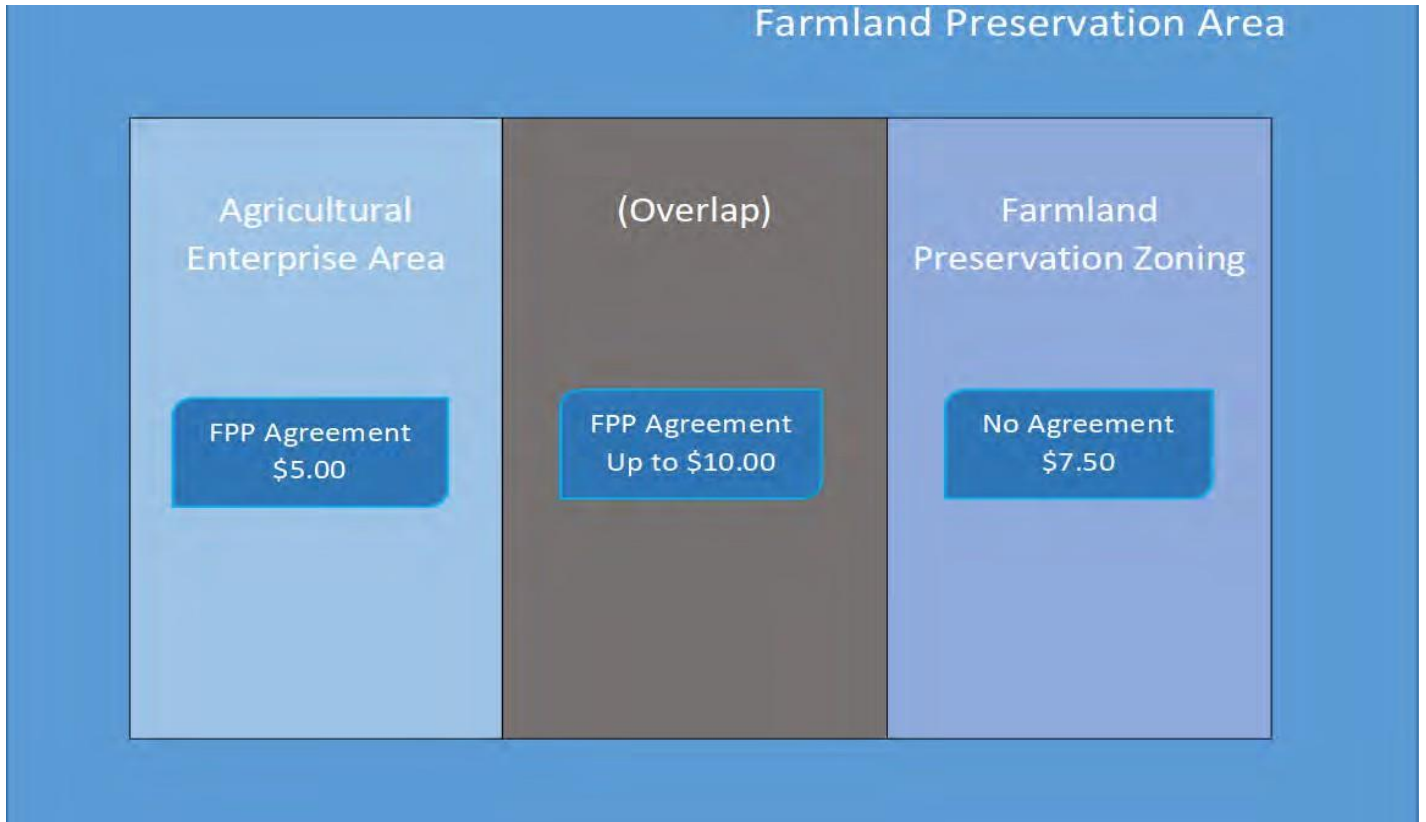 Farmland Preservation Area
Agricultural
Enterprise Area
(Overlap)
Farmland
Preservation Zoning
FPP Agreement
$5.00
FPP Agreement
Up to $10.00
No Agreement
$7.50